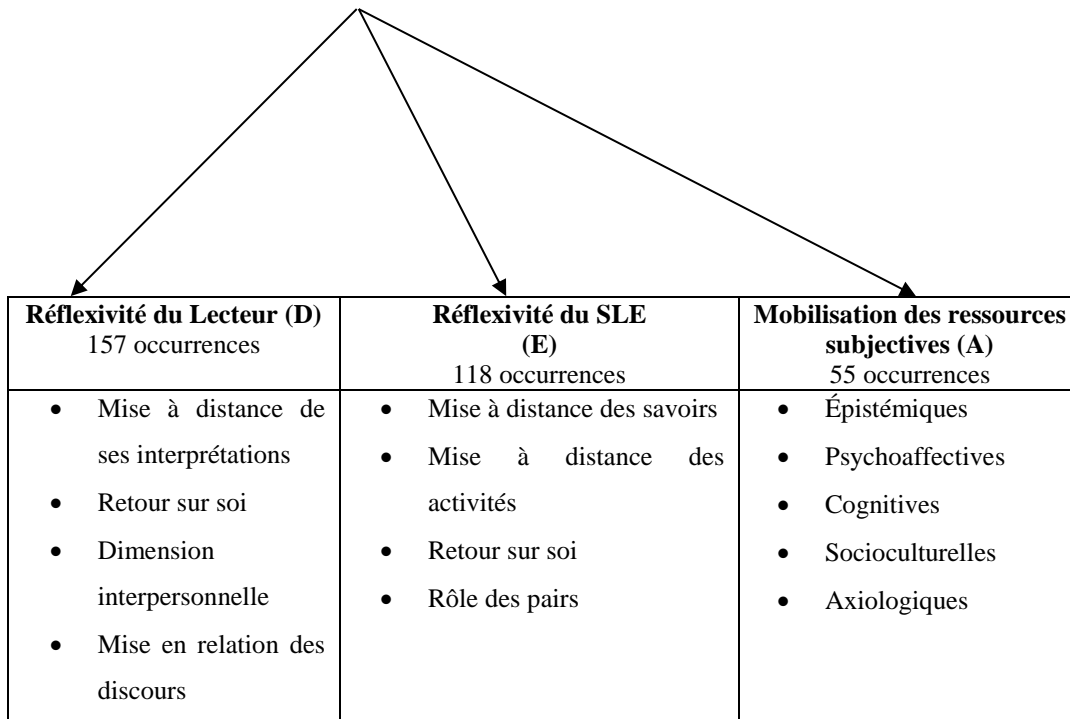 Réflexivité du Lecteur (D)
157 occurrences
• Mise à distance de
ses interprétations
• Retour sur soi
• Dimension
interpersonnelle
• Mise en relation des
discours
Réflexivité du SLE
(E)
118 occurrences
• Mise à distance des savoirs
• Mise à distance des
activités
• Retour sur soi
• Rôle des pairs
Mobilisation des ressources
subjectives (A)
55 occurrences
• Épistémiques
• Psychoaffectives
• Cognitives
• Socioculturelles
• Axiologiques